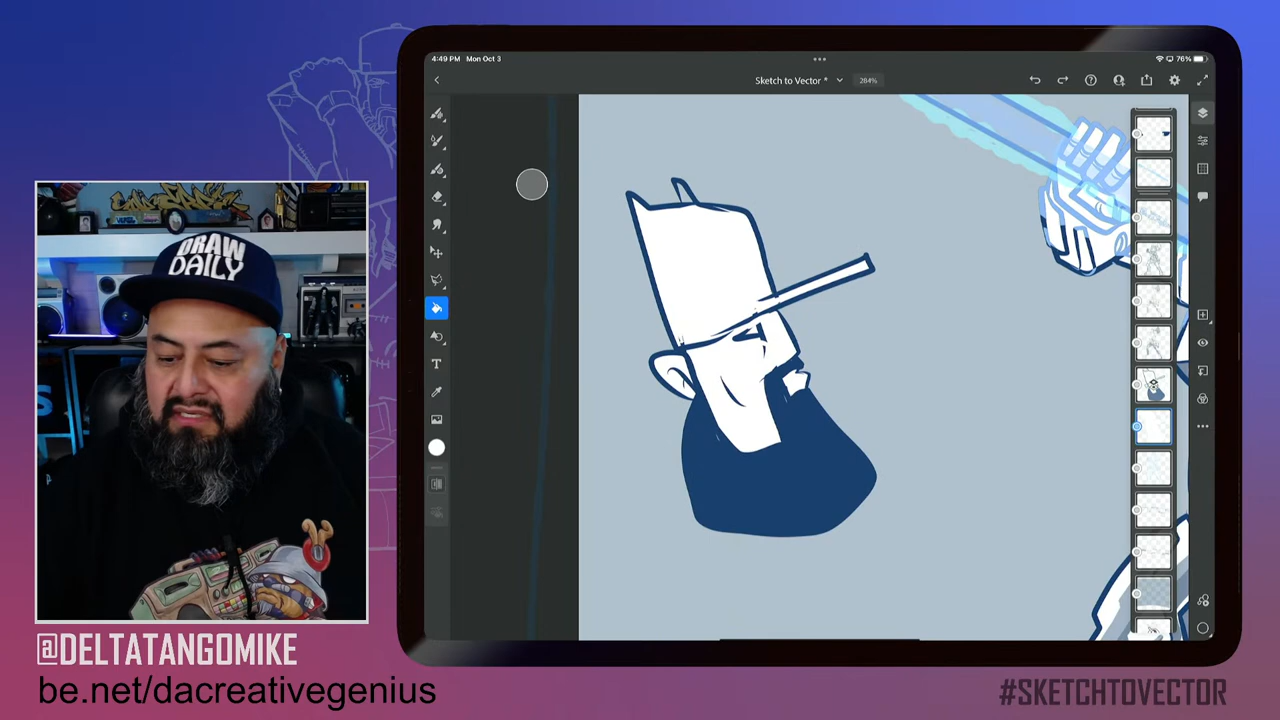 4:49 PM Mon Oct 3
76%
Sketch to Vector *
284%
DRAW
DAILY
@DELTATANGOMIKE
be.net/dacreativegenius
#SKETCHTOVECTOR